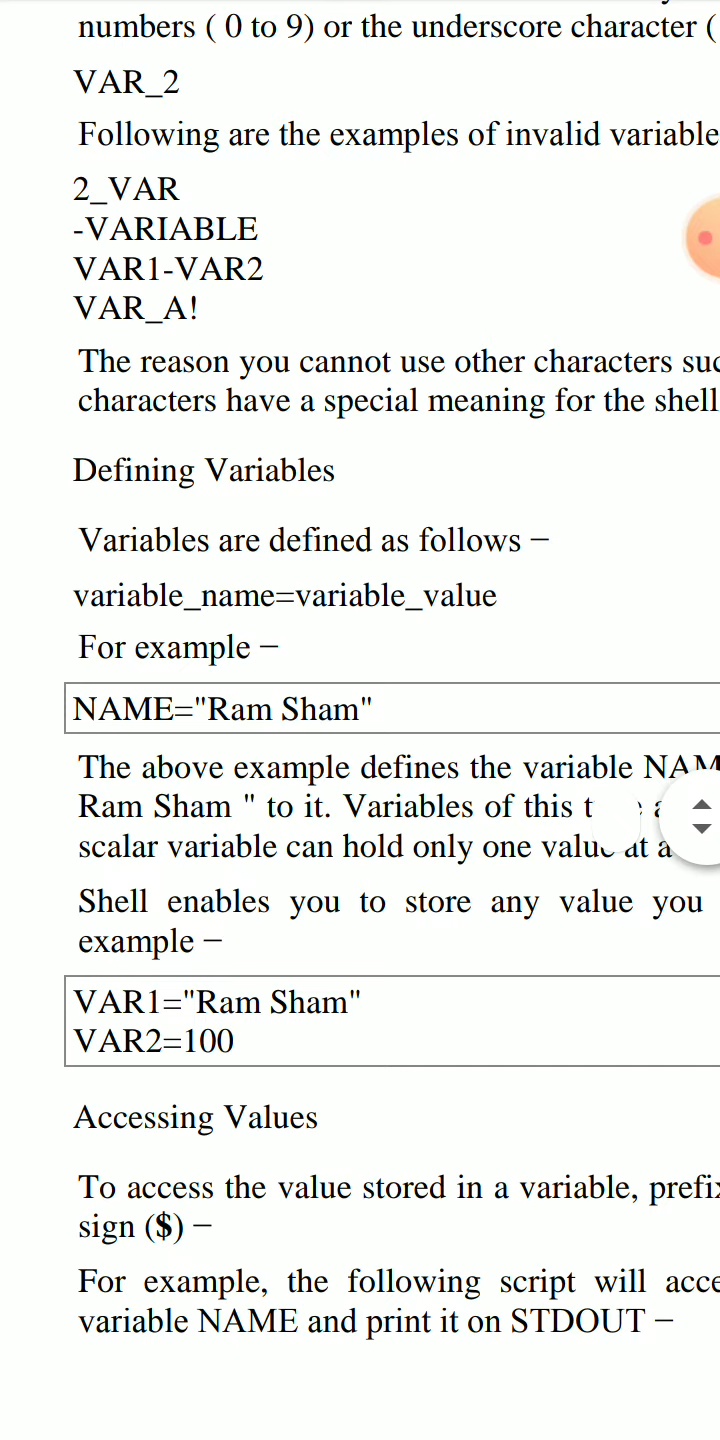 numbers ( 0 to 9) or the underscore character (
VAR_2
Following are the examples of invalid variable
2_VAR
-VARIABLE
VAR1-VAR2
VAR_A!
The reason you cannot use other characters
characters have a special meaning for the shell
Defining Variables
Variables are defined as follows −
variable_name=variable_value
For example −
NAME="Ram Sham"
The above example defines the variable
Ram Sham " to it. Variables of this
scalar variable can hold only one value at a
Shell enables you to store any value you
example −
VAR1="Ram Sham"
VAR2=100
Accessing Values
To access the value stored in a variable,
sign ($) −
For example, the following script will
variable NAME and print it on STDOUT −